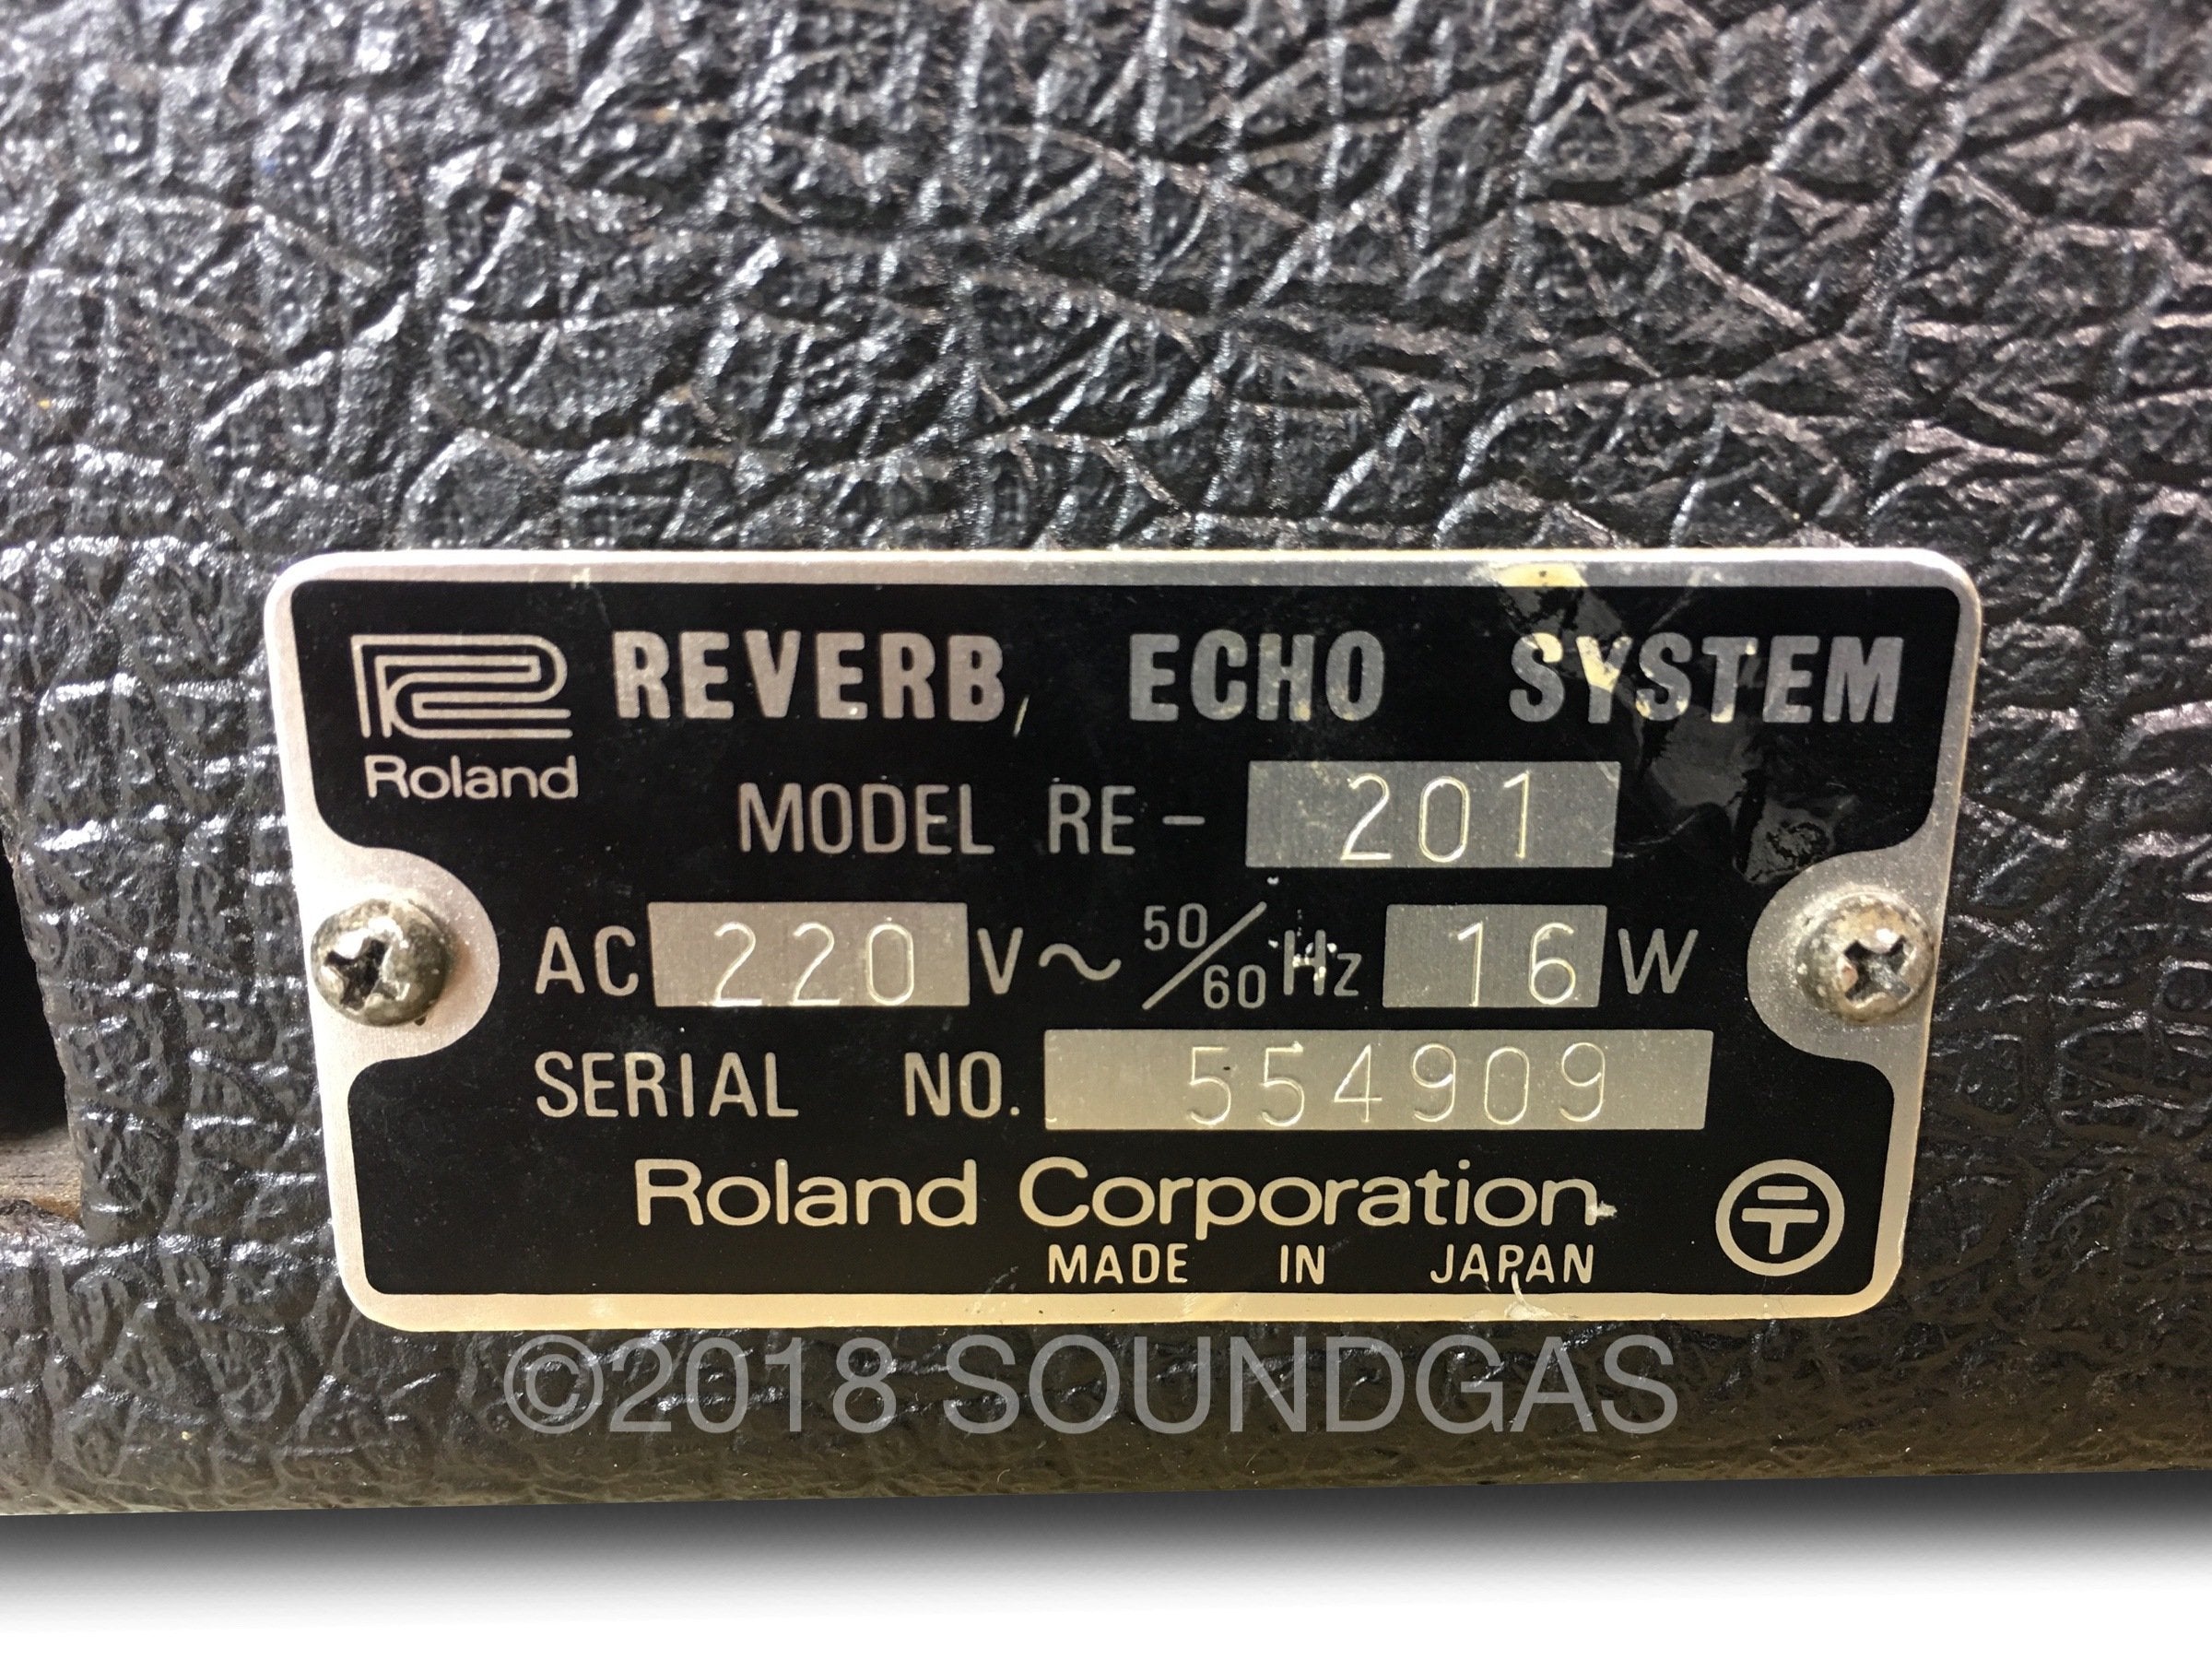 REVERB, ECHO SYSTEM
Roland
MODEL RE- 201
AC 220 V ~ 50/60 Hz 16 W
SERIAL NO. 554909
Roland Corporation
MADE IN JAPAN
©2018 SOUNDGAS